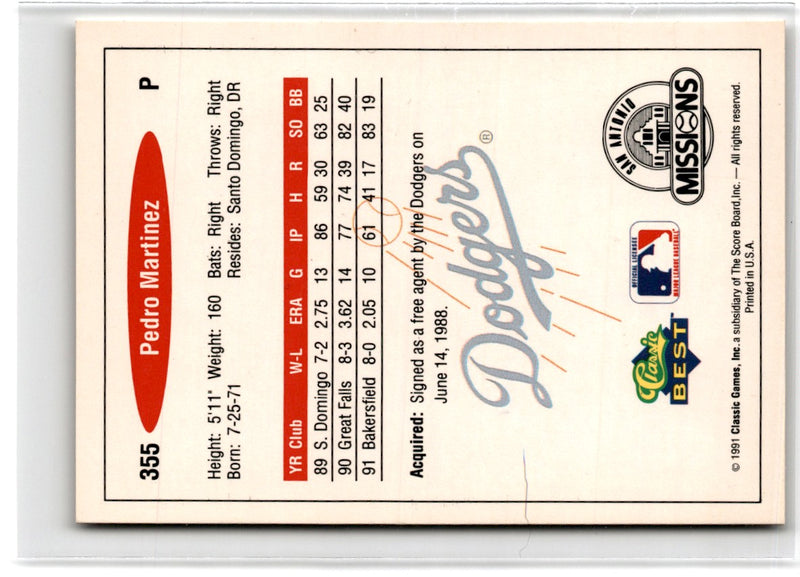 355 Pedro Martinez P
Height: 5'11" Weight: 160 Bats: Right Throws: Right
Born: 7-25-71 Resides: Santo Domingo, DR
YR Club W-L ERA G IP H R SO BB
89 S. Domingo 7-2 2.75 13 86 59 30 63 25
90 Great Falls 8-3 3.62 14 77 74 39 82 40
91 Bakersfield 8-0 2.05 10 61 41 17 83 19
Acquired: Signed as a free agent by the Dodgers on
June 14, 1988.
Dodgers ®
Classic
BEST
OFFICIAL LICENSEE
MAJOR LEAGUE BASEBALL
SAN ANTONIO
MISSIONS
© 1991 Classic Games, Inc. a subsidiary of The Score Board,Inc. — All rights reserved.
Printed in U.S.A.